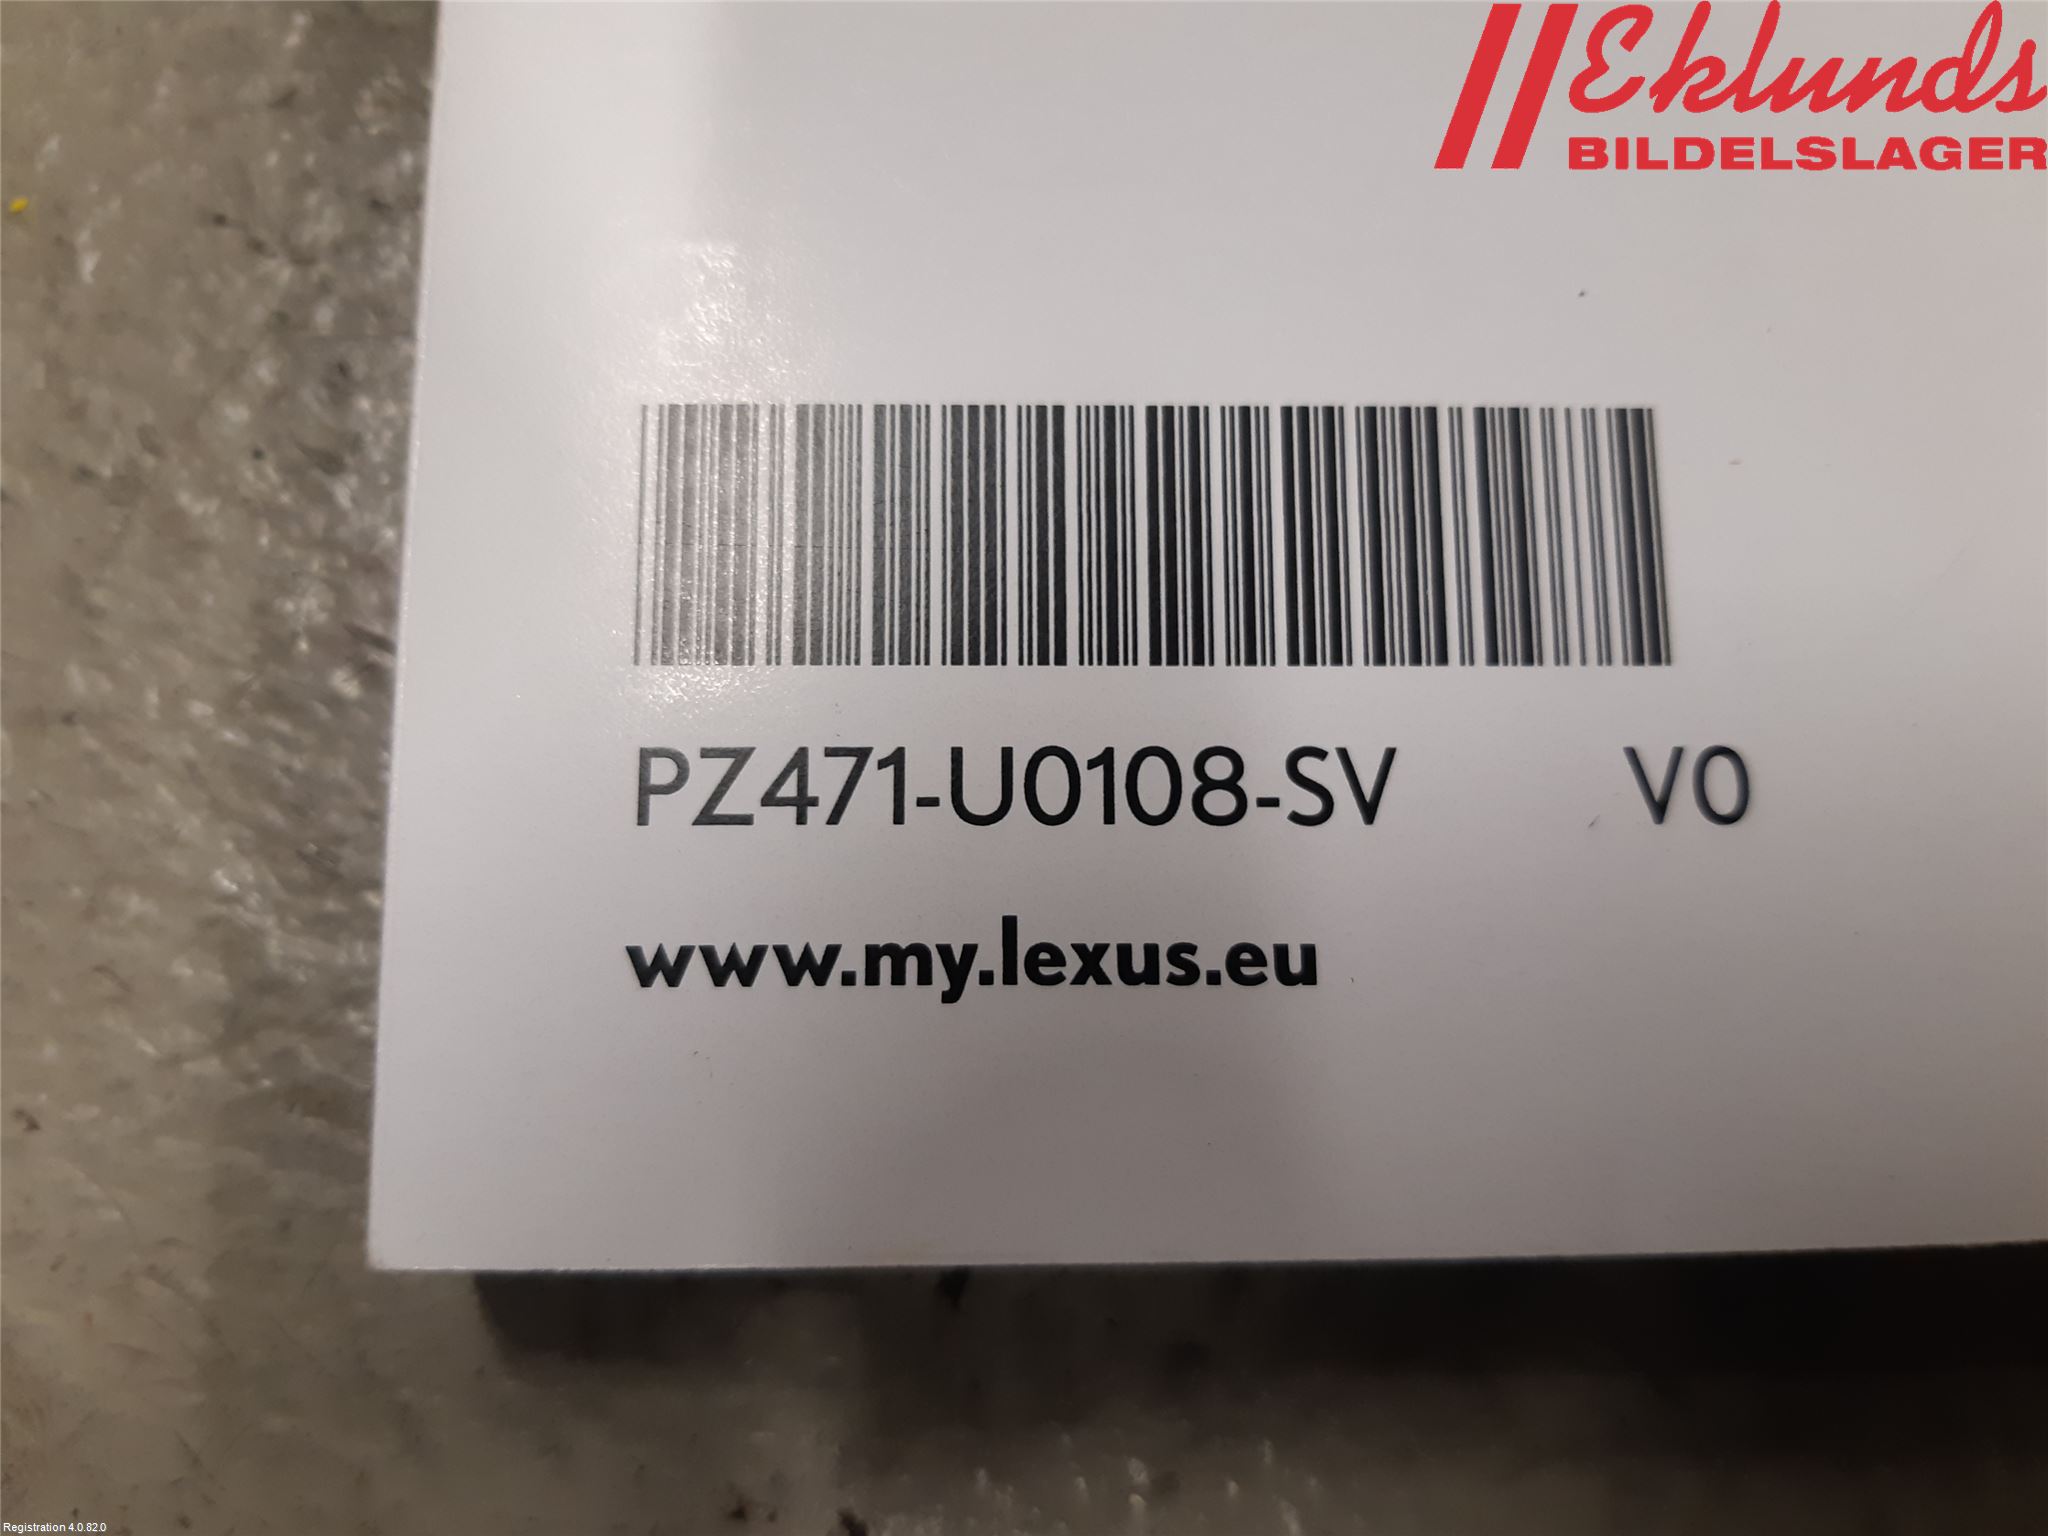 Eklunds
BILDELSLAGER
PZ471-U0108-SV V0
www.my.lexus.eu
Registration 4.0.82.0